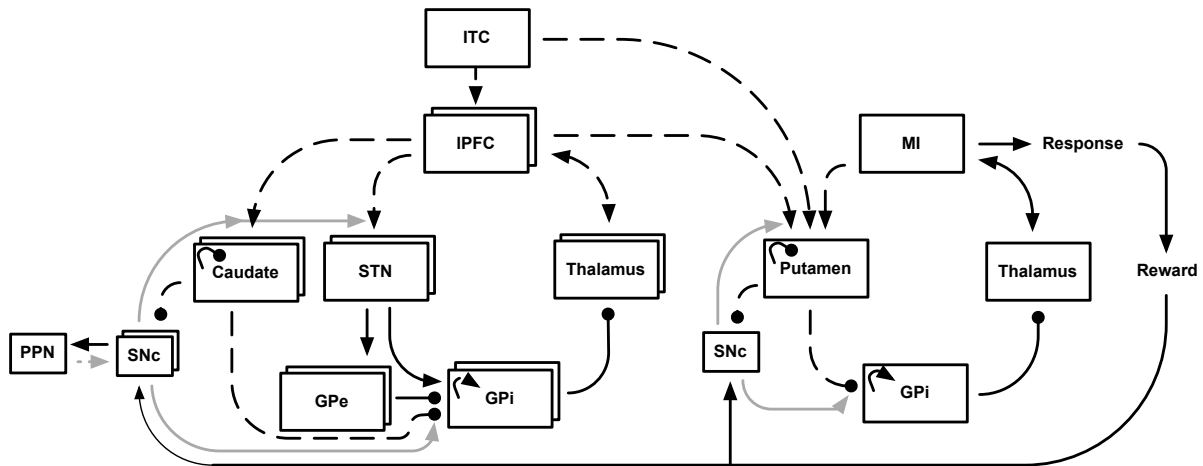 ITC
lPFC
MI
Response
Caudate
STN
Thalamus
Putamen
Thalamus
Reward
PPN
SNc
SNc
GPe
GPi
GPi